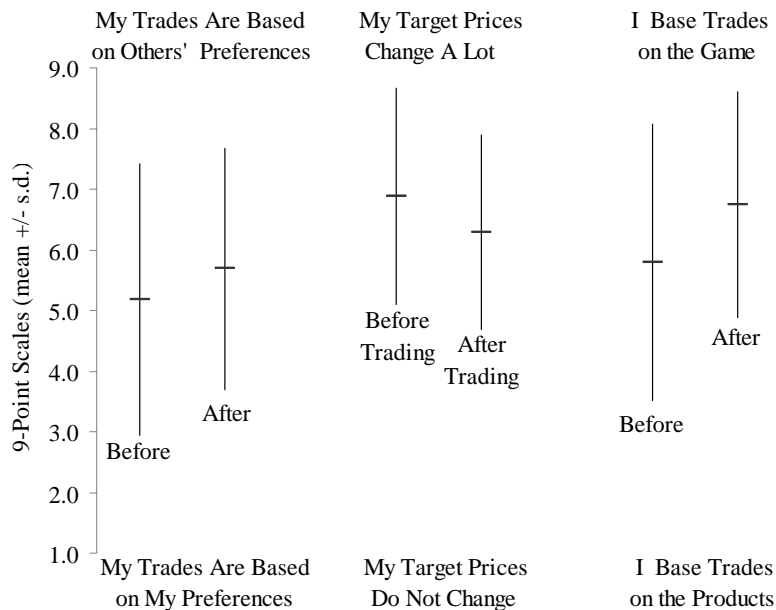 My Trades Are Based
on Others' Preferences
My Target Prices
Change A Lot
I Base Trades
on the Game
9-Point Scales (mean +/- s.d.)
9.0
8.0
7.0
6.0
5.0
4.0
3.0
2.0
1.0
Before
After
Before
Trading
After
Trading
Before
After
My Trades Are Based
on My Preferences
My Target Prices
Do Not Change
I Base Trades
on the Products